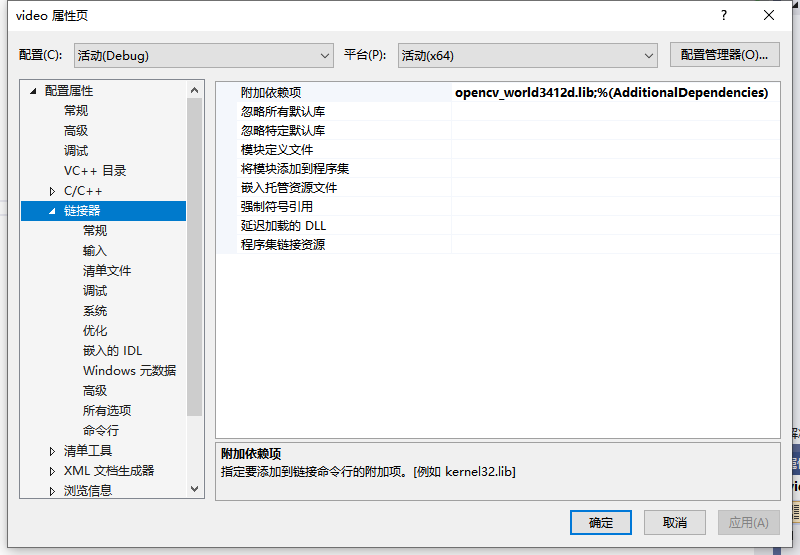 video 属性页
配置(C): 活动(Debug) 平台(P): 活动(x64) 配置管理器(O)...
配置属性
常规
高级
调试
VC++ 目录
C/C++
链接器
常规
输入
清单文件
调试
系统
优化
嵌入的 IDL
Windows 元数据
高级
所有选项
命令行
清单工具
XML 文档生成器
浏览信息
附加依赖项 opencv_world3412d.lib;%(AdditionalDependencies)
忽略所有默认库
忽略特定默认库
模块定义文件
将模块添加到程序集
嵌入托管资源文件
强制符号引用
延迟加载的 DLL
程序集链接资源
附加依赖项
指定要添加到链接命令行的附加项。[例如 kernel32.lib]
确定 取消 应用(A)